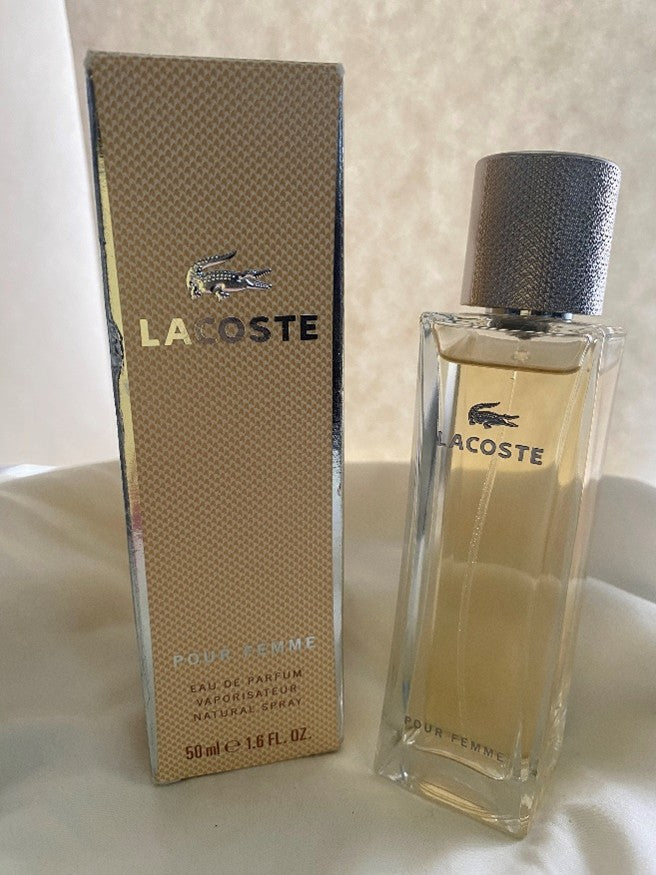 LACOSTE
POUR FEMME
EAU DE PARFUM
VAPORISATEUR
NATURAL SPRAY
50 ml ℮ 1.6 FL. OZ.
LACOSTE
POUR FEMME